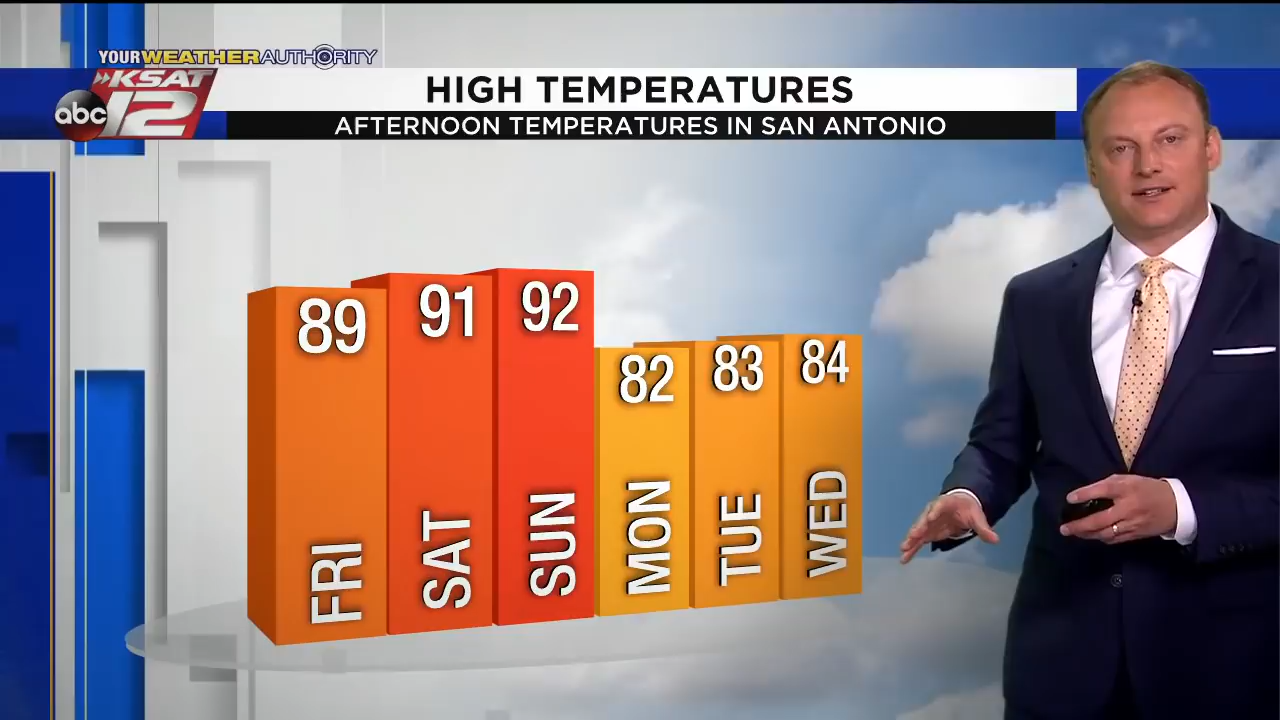 YOUR WEATHER AUTHORITY
KSAT
abc 12
HIGH TEMPERATURES
AFTERNOON TEMPERATURES IN SAN ANTONIO
89 91 92 82 83 84
FRI SAT SUN MON TUE WED